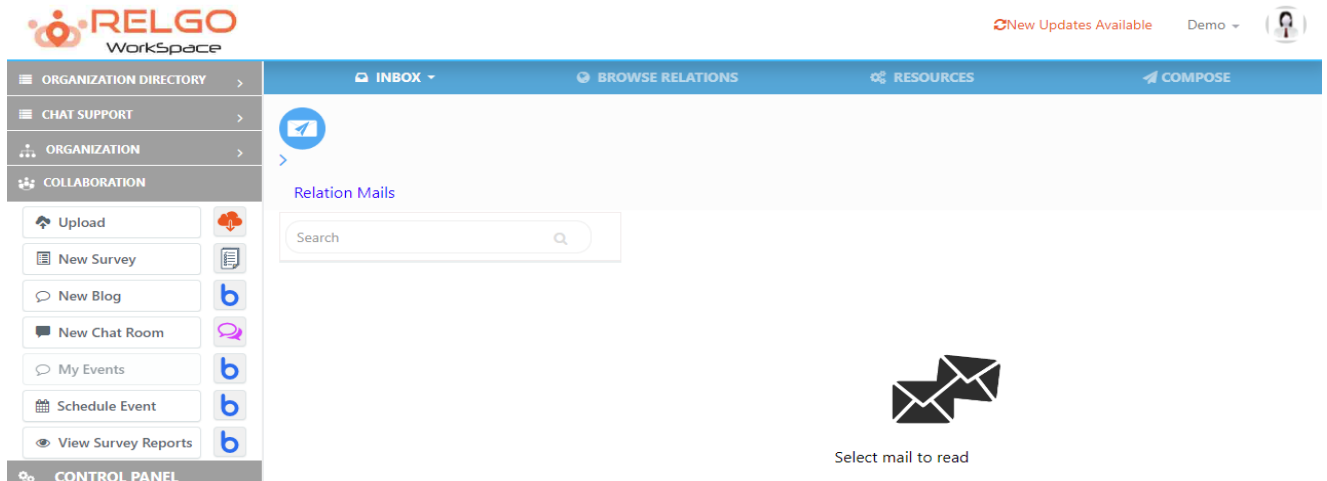 RELGO
WorkSpace
New Updates Available
Demo
ORGANIZATION DIRECTORY
CHAT SUPPORT
ORGANIZATION
COLLABORATION
Upload
New Survey
New Blog
New Chat Room
My Events
Schedule Event
View Survey Reports
CONTROL PANEL
INBOX
BROWSE RELATIONS
RESOURCES
COMPOSE
Relation Mails
Search
Select mail to read